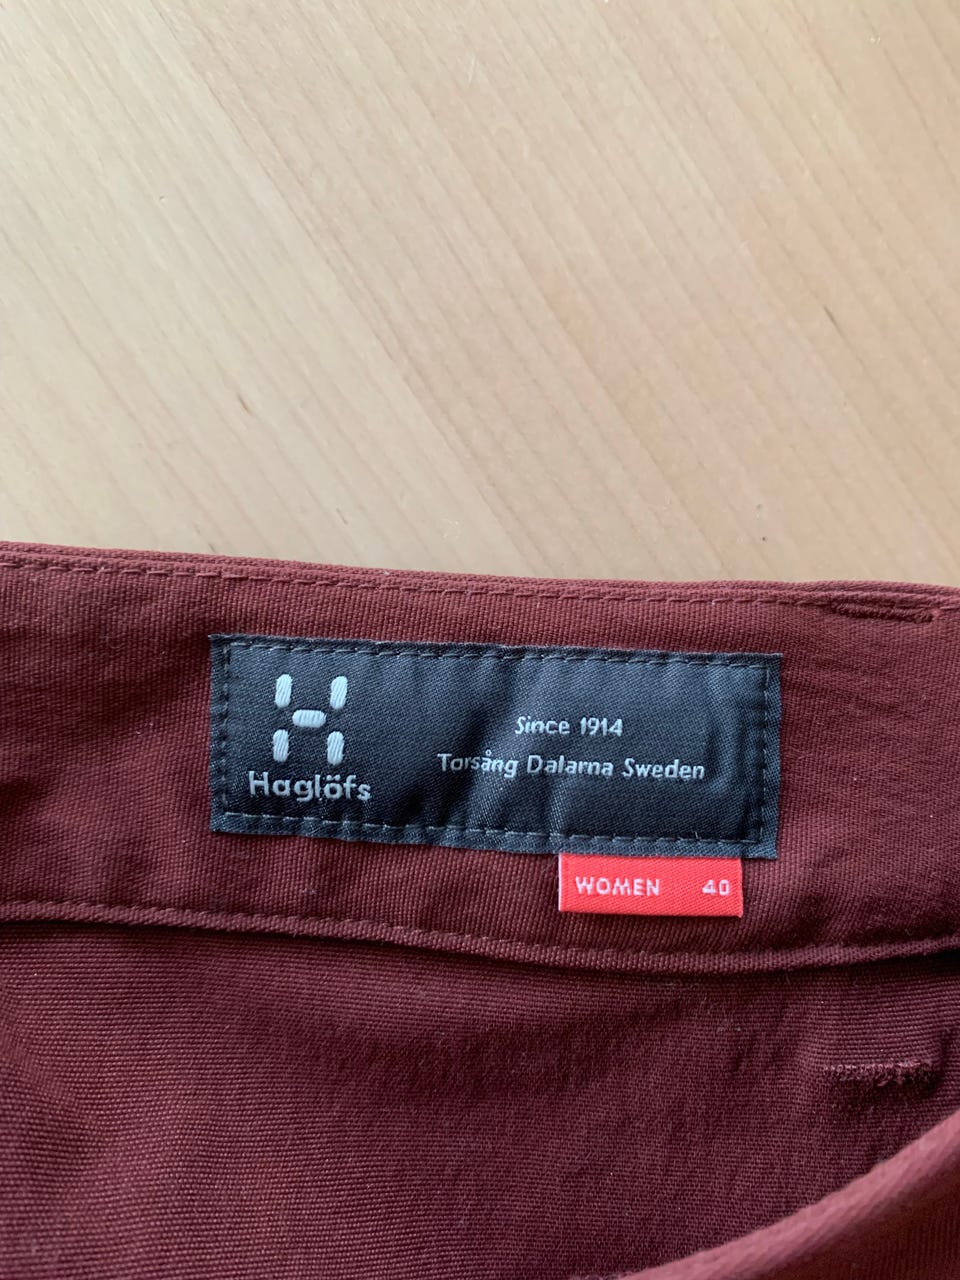 Haglöfs
Since 1914
Torsång Dalarna Sweden
WOMEN 40